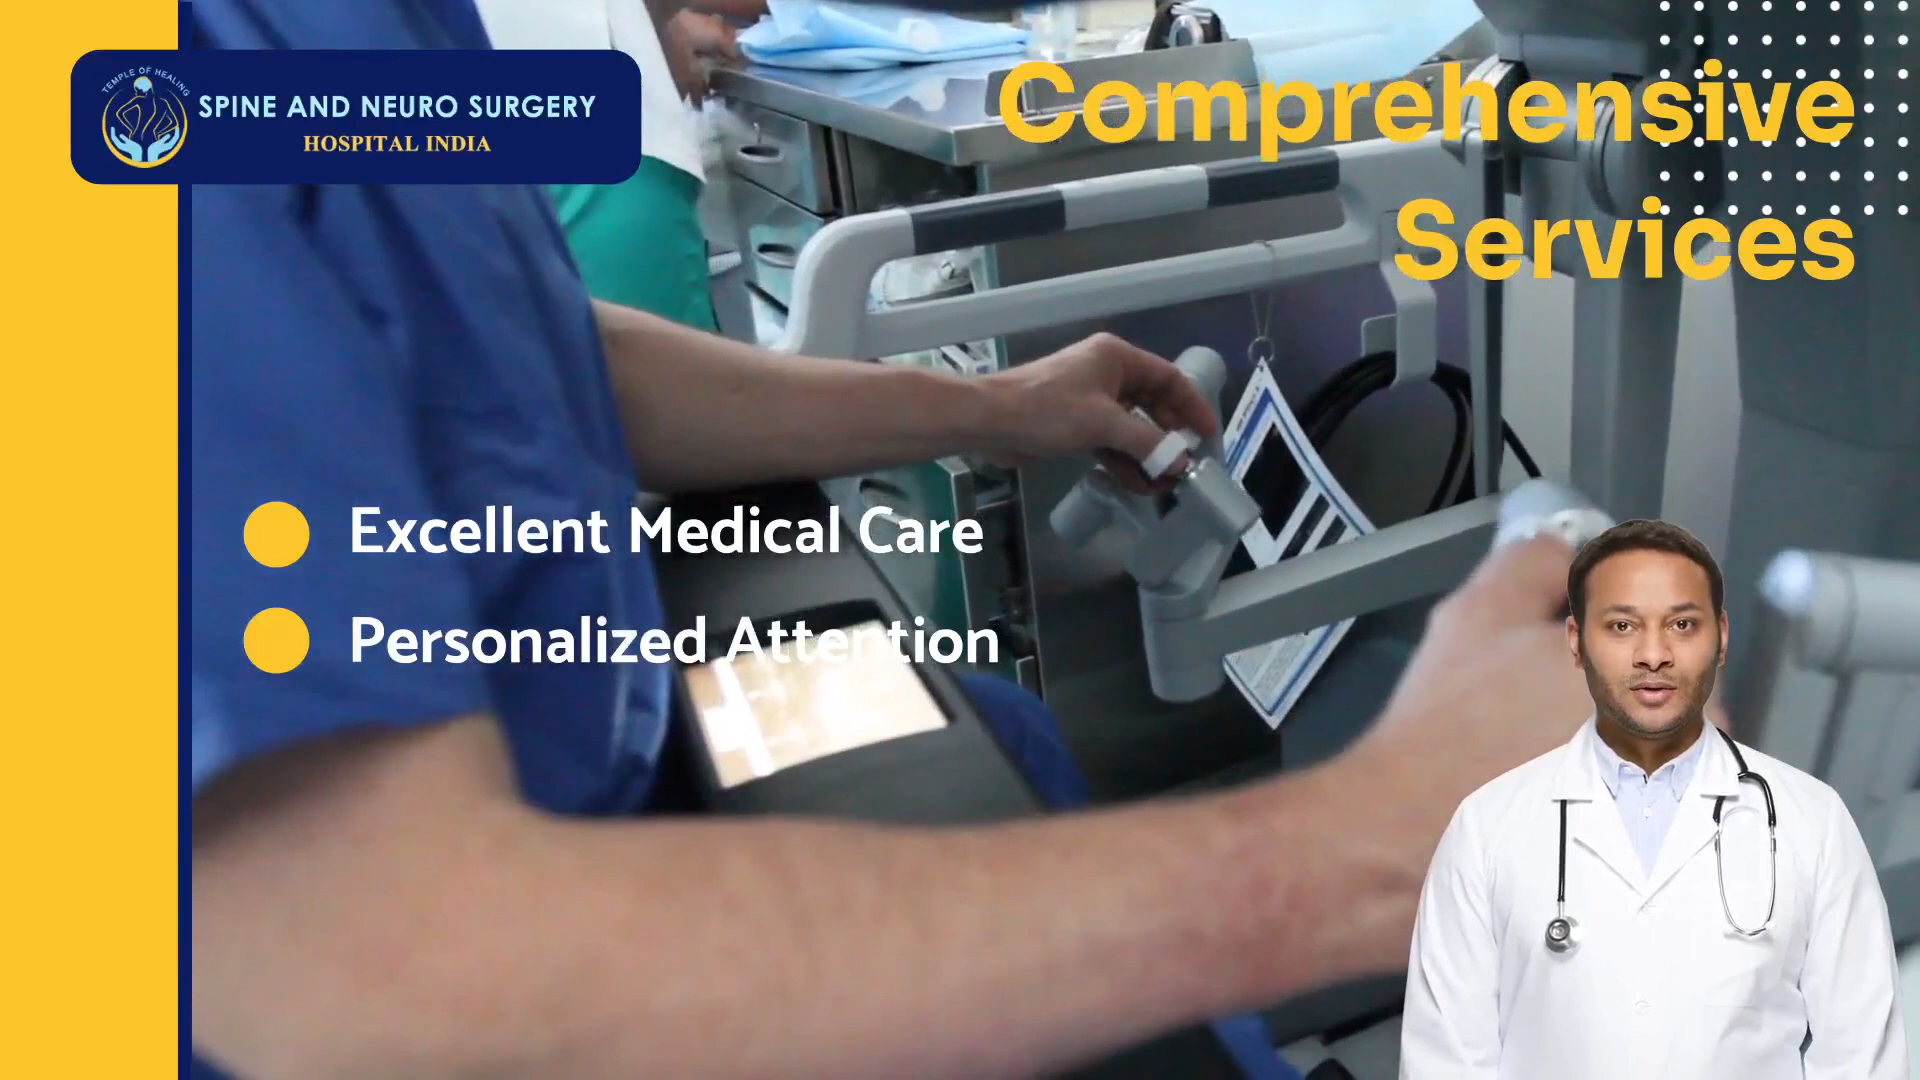 TEMPLE OF HEALING
SPINE AND NEURO SURGERY
HOSPITAL INDIA
Comprehensive
Services
Excellent Medical Care
Personalized Attention